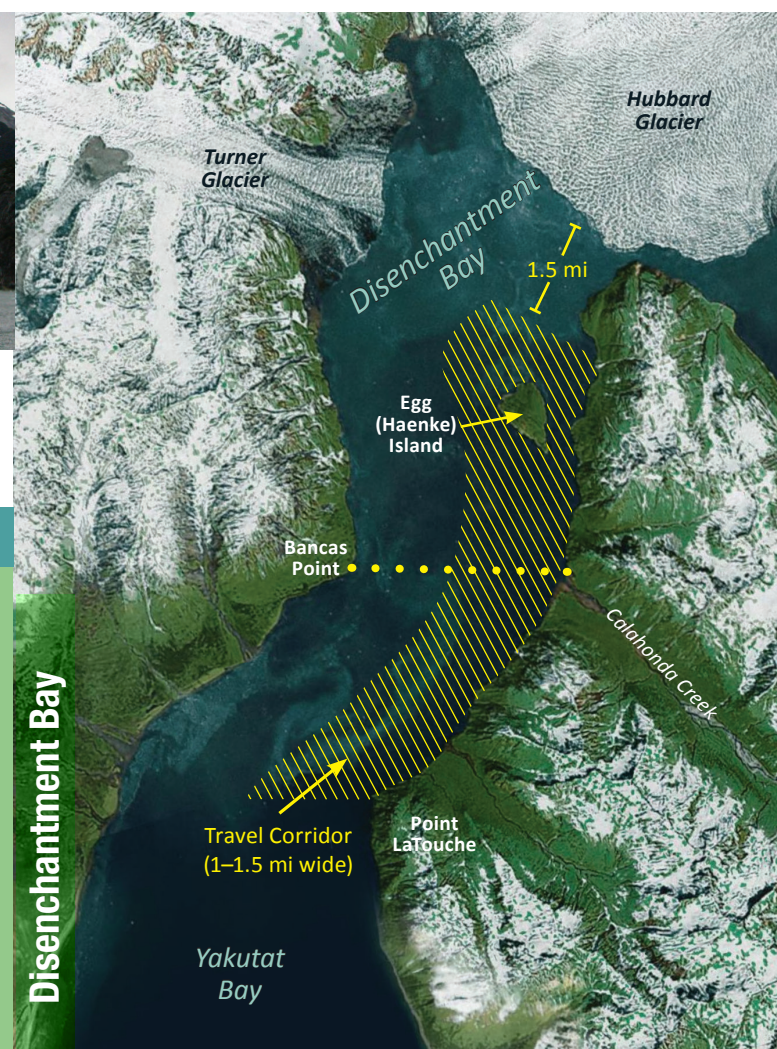 Hubbard
Glacier
Turner
Glacier
Disenchantment
Bay
1.5 mi
Egg
(Haenke)
Island
Bancas
Point
Calahonda Creek
Disenchantment Bay
Travel Corridor
(1–1.5 mi wide)
Point
LaTouche
Yakutat
Bay